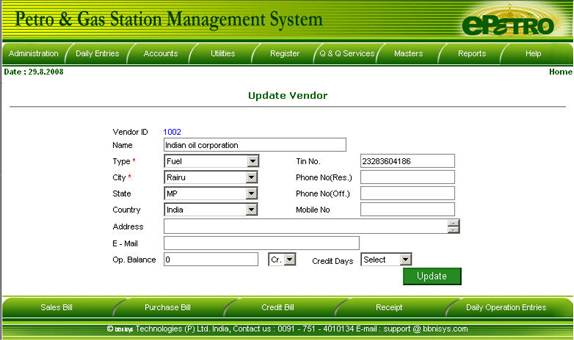 Petro & Gas Station Management System
ePETRO
Administration Daily Entries Accounts Utilities Register Q & Q Services Masters Reports Help
Date : 29.8.2008 Home
Update Vendor
Vendor ID 1002
Name Indian oil corporation
Type * Fuel Tin No. 23283604186
City * Rairu Phone No(Res.)
State MP Phone No(Off.)
Country India Mobile No
Address
E - Mail
Op. Balance 0 Cr. Credit Days Select
Update
Sales Bill Purchase Bill Credit Bill Receipt Daily Operation Entries
© bbnisys Technologies (P) Ltd. India, Contact us : 0091 - 751 - 4010134 E-mail : support @ bbnisys.com